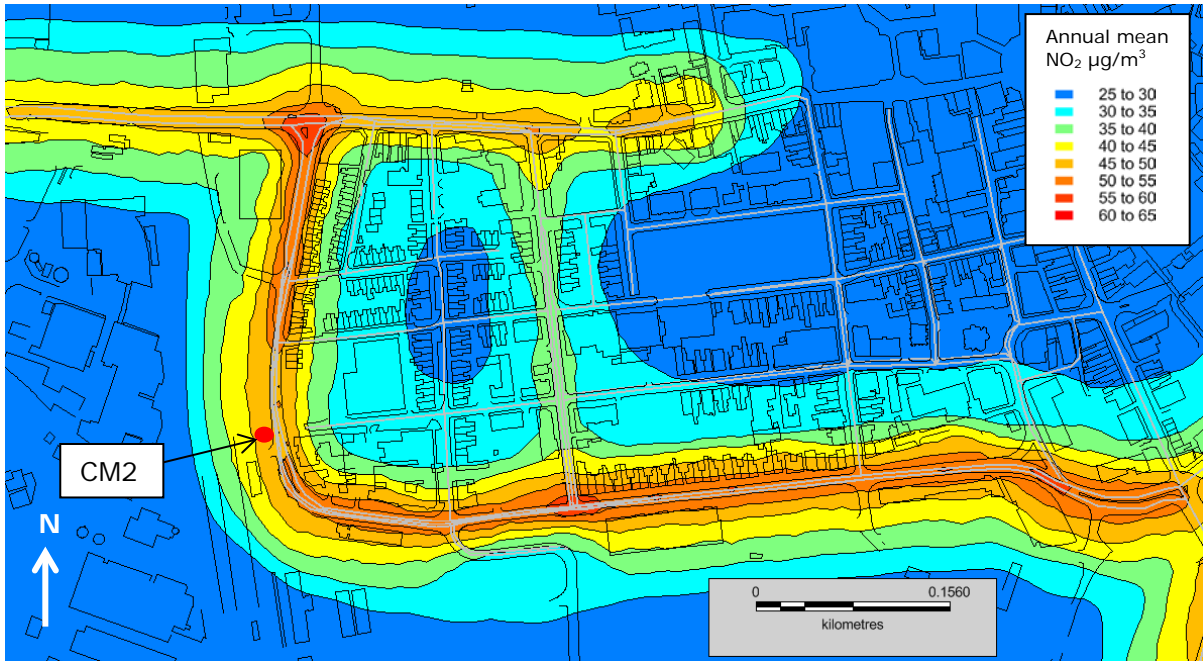 Annual mean
NO₂ µg/m³
25 to 30
30 to 35
35 to 40
40 to 45
45 to 50
50 to 55
55 to 60
60 to 65
CM2
N
0 0.1560
kilometres